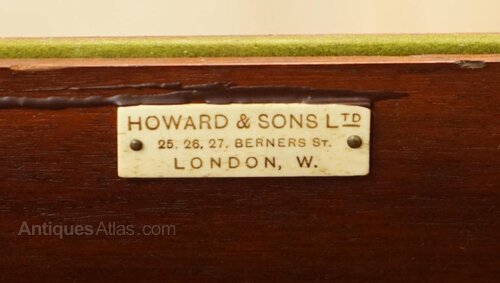 HOWARD & SONS LTD
25. 26. 27. BERNERS ST.
LONDON, W.
AntiquesAtlas.com